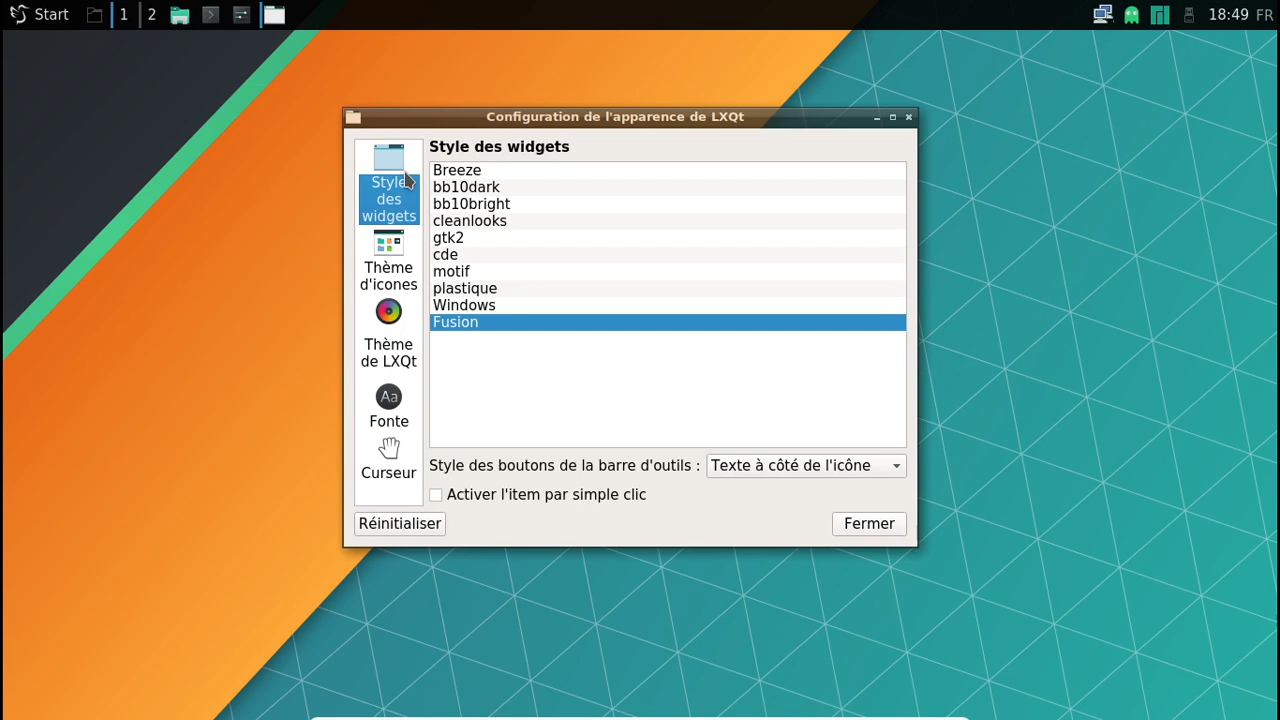 Start
1
2
18:49 FR
Configuration de l'apparence de LXQt
Style
des
widgets
Thème
d'icones
Thème
de LXQt
Aa
Fonte
Curseur
Style des widgets
Breeze
bb10dark
bb10bright
cleanlooks
gtk2
cde
motif
plastique
Windows
Fusion
Style des boutons de la barre d'outils : Texte à côté de l'icône
Activer l'item par simple clic
Réinitialiser
Fermer